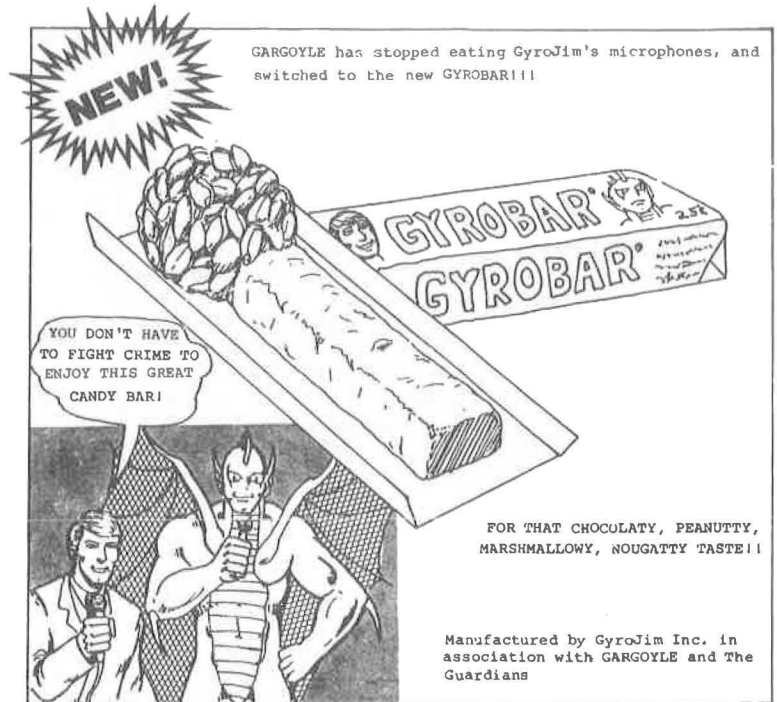 NEW!
GARGOYLE has stopped eating GyroJim's microphones, and
switched to the new GYROBAR!!!
GYROBAR
25¢
GYROBAR
YOU DON'T HAVE
TO FIGHT CRIME TO
ENJOY THIS GREAT
CANDY BAR!
FOR THAT CHOCOLATY, PEANUTTY,
MARSHMALLOWY, NOUGATTY TASTE!!
Manufactured by GyroJim Inc. in
association with GARGOYLE and The
Guardians